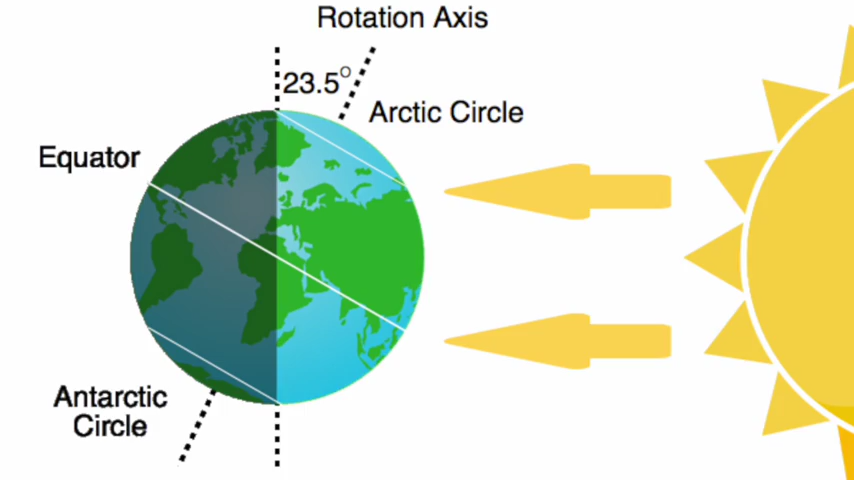 Rotation Axis
23.5°
Arctic Circle
Equator
Antarctic
Circle